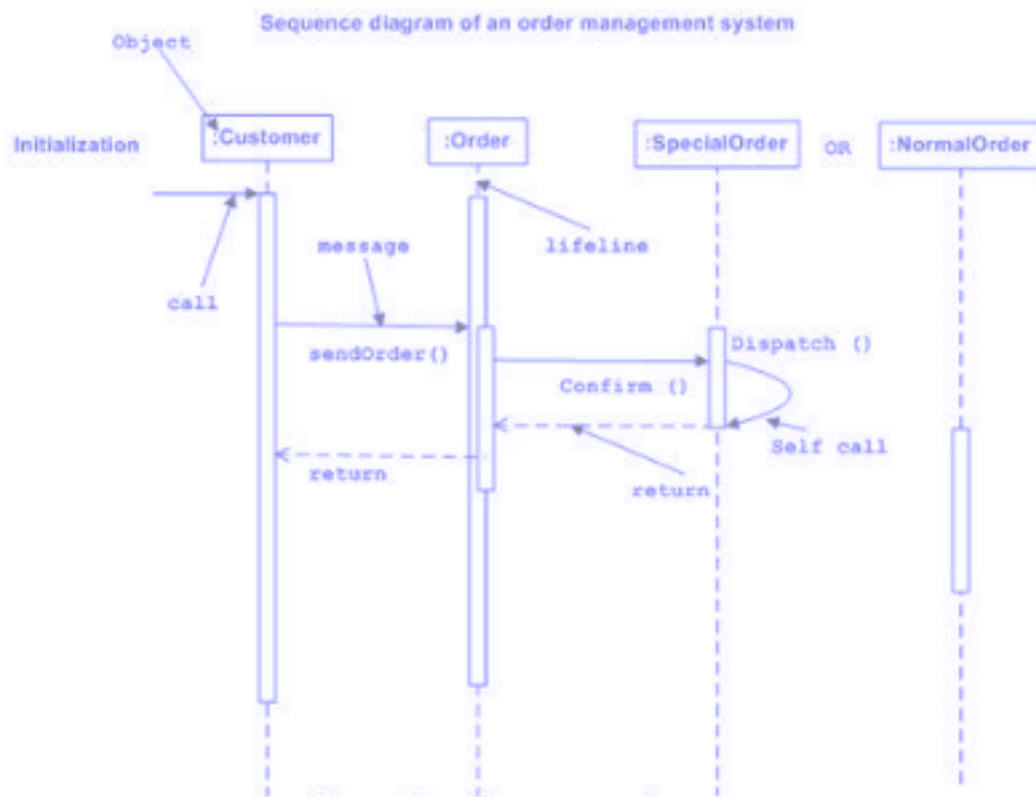 Sequence diagram of an order management system
Object
Initialization
:Customer
:Order
:SpecialOrder
OR
:NormalOrder
lifeline
message
call
sendOrder()
Dispatch ()
Confirm ()
Self call
return
return